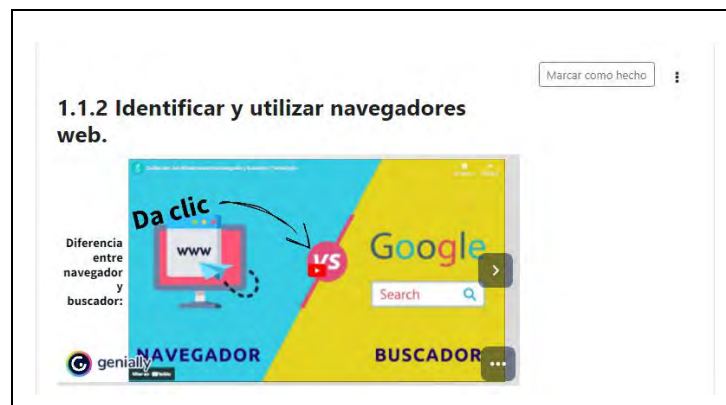 Marcar como hecho
1.1.2 Identificar y utilizar navegadores
web.
Da clic
Diferencia
entre
navegador
y
buscador:
www
VS
Google
Search
genially
NAVEGADOR
BUSCADOR